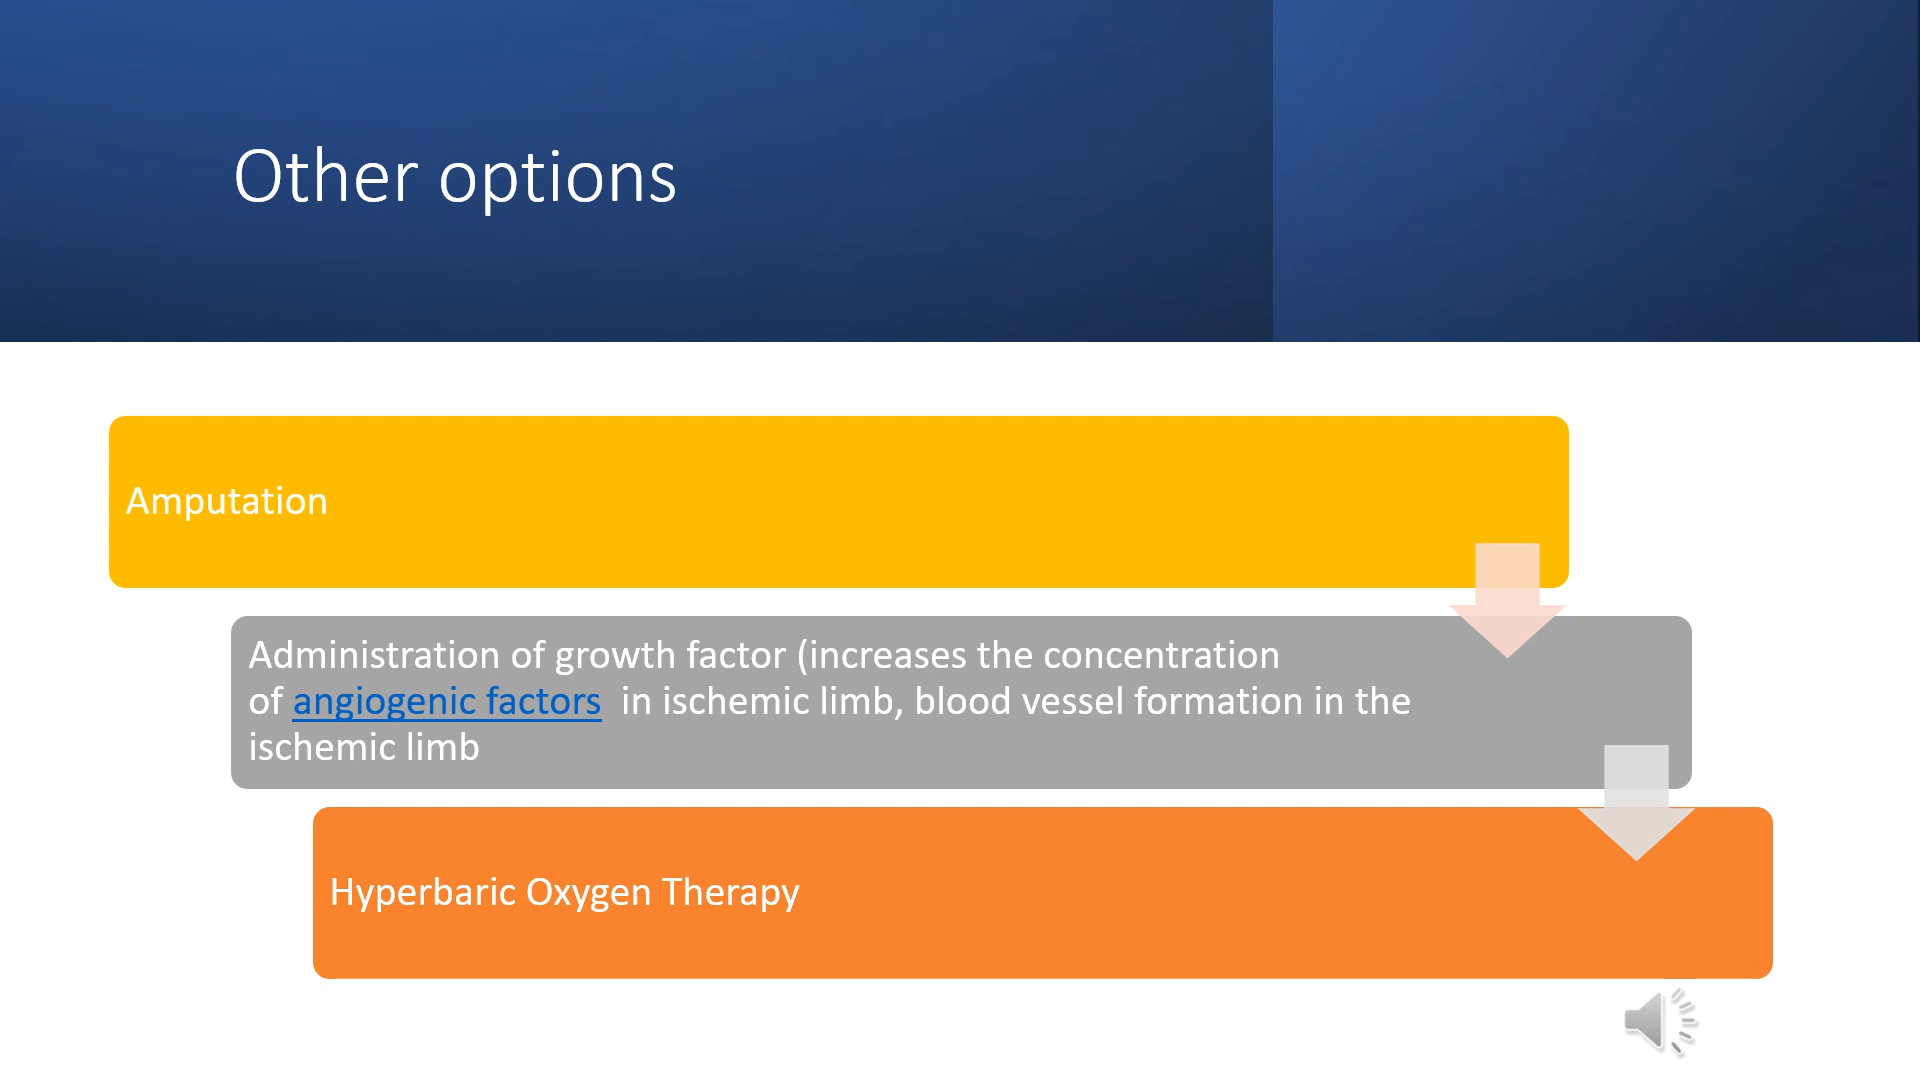 Other options
Amputation
Administration of growth factor (increases the concentration
of angiogenic factors  in ischemic limb, blood vessel formation in the
ischemic limb
Hyperbaric Oxygen Therapy